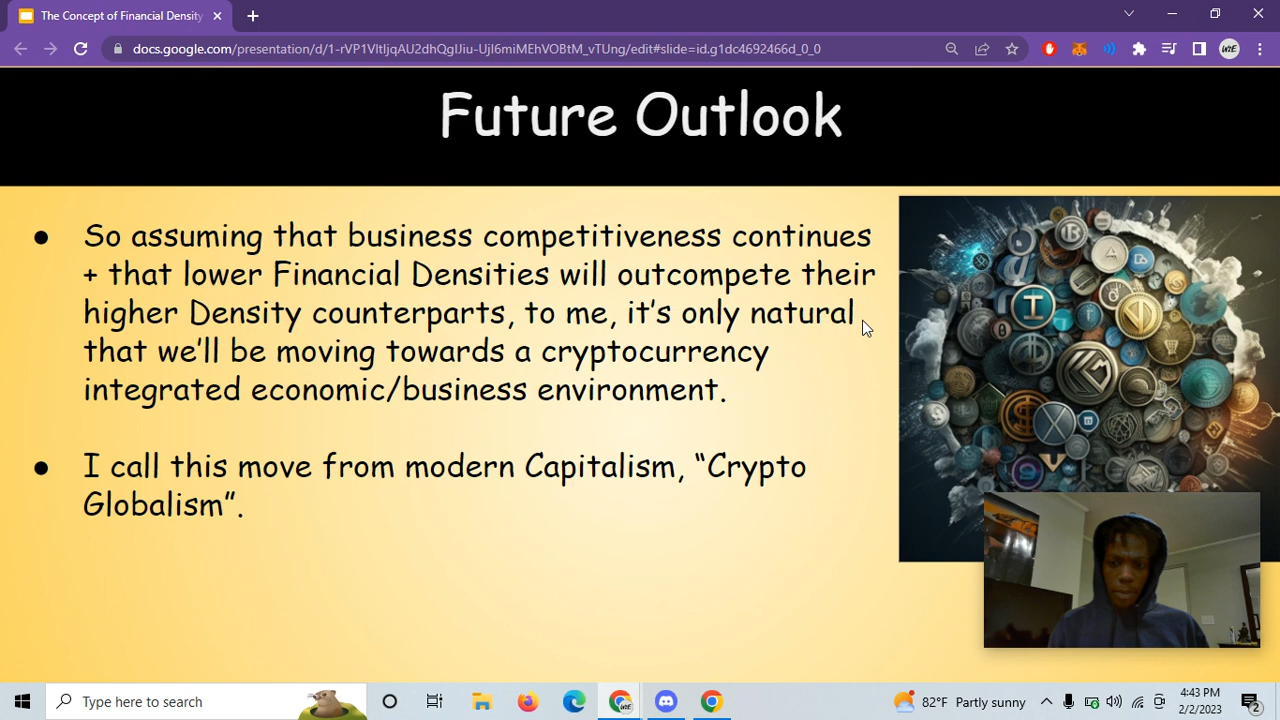 The Concept of Financial Density
docs.google.com/presentation/d/1-rVP1VltIjqAU2dhQgIJiu-UjI6miMEhVOBtM_vTUng/edit#slide=id.g1dc4692466d_0_0
Future Outlook
● So assuming that business competitiveness continues
+ that lower Financial Densities will outcompete their
higher Density counterparts, to me, it's only natural
that we'll be moving towards a cryptocurrency
integrated economic/business environment.
● I call this move from modern Capitalism, “Crypto
Globalism”.
Type here to search
82°F Partly sunny
4:43 PM
2/2/2023
2